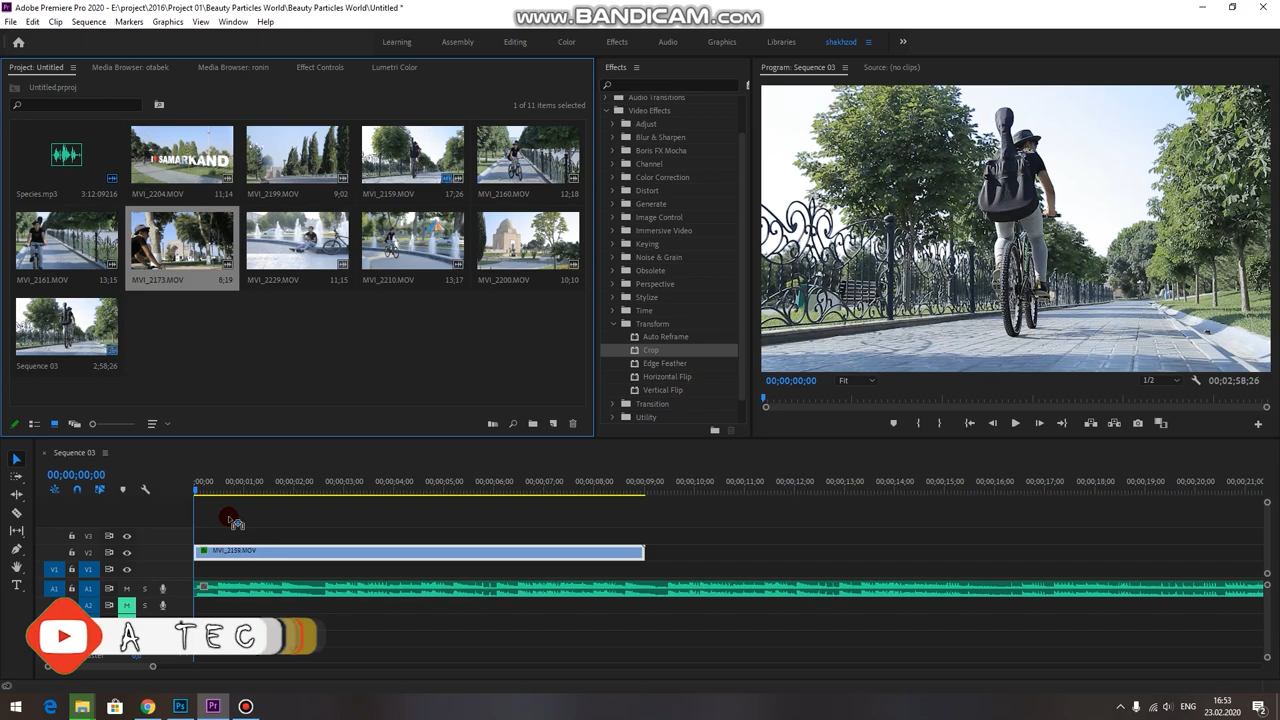 Adobe Premiere Pro 2020 - E:\project\2016\Project 01\Beauty Particles World\Beauty Particles World\Untitled *
www.BANDICAM.com
File Edit Clip Sequence Markers Graphics View Window Help
Learning Assembly Editing Color Effects Audio Graphics Libraries shakhzod
Project: Untitled Media Browser: otabek Media Browser: ronin Effect Controls Lumetri Color
Untitled.prproj
1 of 11 items selected
I SAMARKAND
Species.mp3 3:12:09216
MVI_2204.MOV 11;14
MVI_2199.MOV 9;02
MVI_2159.MOV 17;26
MVI_2160.MOV 12;18
MVI_2161.MOV 13;15
MVI_2173.MOV 8;19
MVI_2229.MOV 11;15
MVI_2210.MOV 13;17
MVI_2200.MOV 10;10
Sequence 03 2;58;26
Effects
Audio Transitions
Video Effects
Adjust
Blur & Sharpen
Boris FX Mocha
Channel
Color Correction
Distort
Generate
Image Control
Immersive Video
Keying
Noise & Grain
Obsolete
Perspective
Stylize
Time
Transform
Auto Reframe
Crop
Edge Feather
Horizontal Flip
Vertical Flip
Transition
Utility
Program: Sequence 03 Source: (no clips)
00;00;00;00 Fit 1/2 00;02;58;26
Sequence 03
00;00;00;00
;00;00 00;00;01;00 00;00;02;00 00;00;03;00 00;00;04;00 00;00;05;00 00;00;06;00 00;00;07;00 00;00;08;00 00;00;09;00 00;00;10;00 00;00;11;00 00;00;12;00 00;00;13;00 00;00;14;00 00;00;15;00 00;00;16;00 00;00;17;00 00;00;18;00 00;00;19;00 00;00;20;00 00;00;21;00
V3
V2 MVI_2159.MOV
V1 V1
A1 A1 M S
A2 M S
A TEC
16:53
23.02.2020